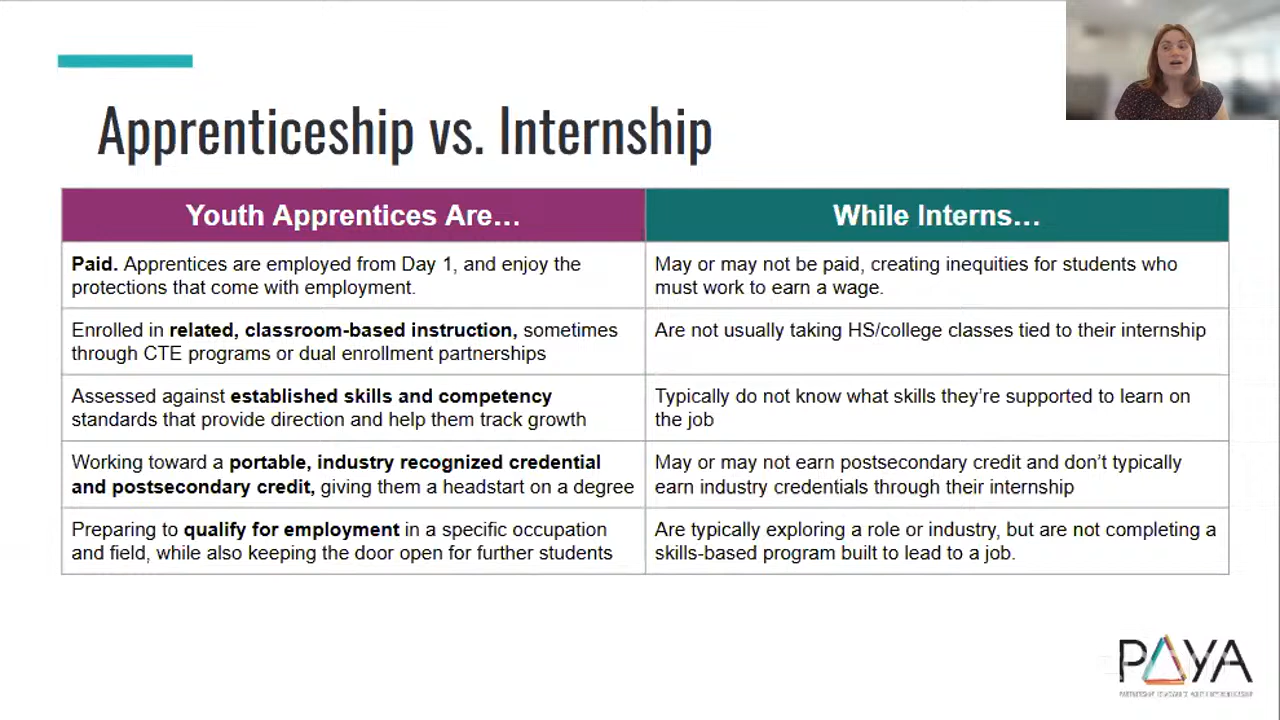 Apprenticeship vs. Internship
Youth Apprentices Are…
While Interns…
Paid. Apprentices are employed from Day 1, and enjoy the
protections that come with employment.
May or may not be paid, creating inequities for students who
must work to earn a wage.
Enrolled in related, classroom-based instruction, sometimes
through CTE programs or dual enrollment partnerships
Are not usually taking HS/college classes tied to their internship
Assessed against established skills and competency
standards that provide direction and help them track growth
Typically do not know what skills they're supported to learn on
the job
Working toward a portable, industry recognized credential
and postsecondary credit, giving them a headstart on a degree
May or may not earn postsecondary credit and don't typically
earn industry credentials through their internship
Preparing to qualify for employment in a specific occupation
and field, while also keeping the door open for further students
Are typically exploring a role or industry, but are not completing a
skills-based program built to lead to a job.
PAYA